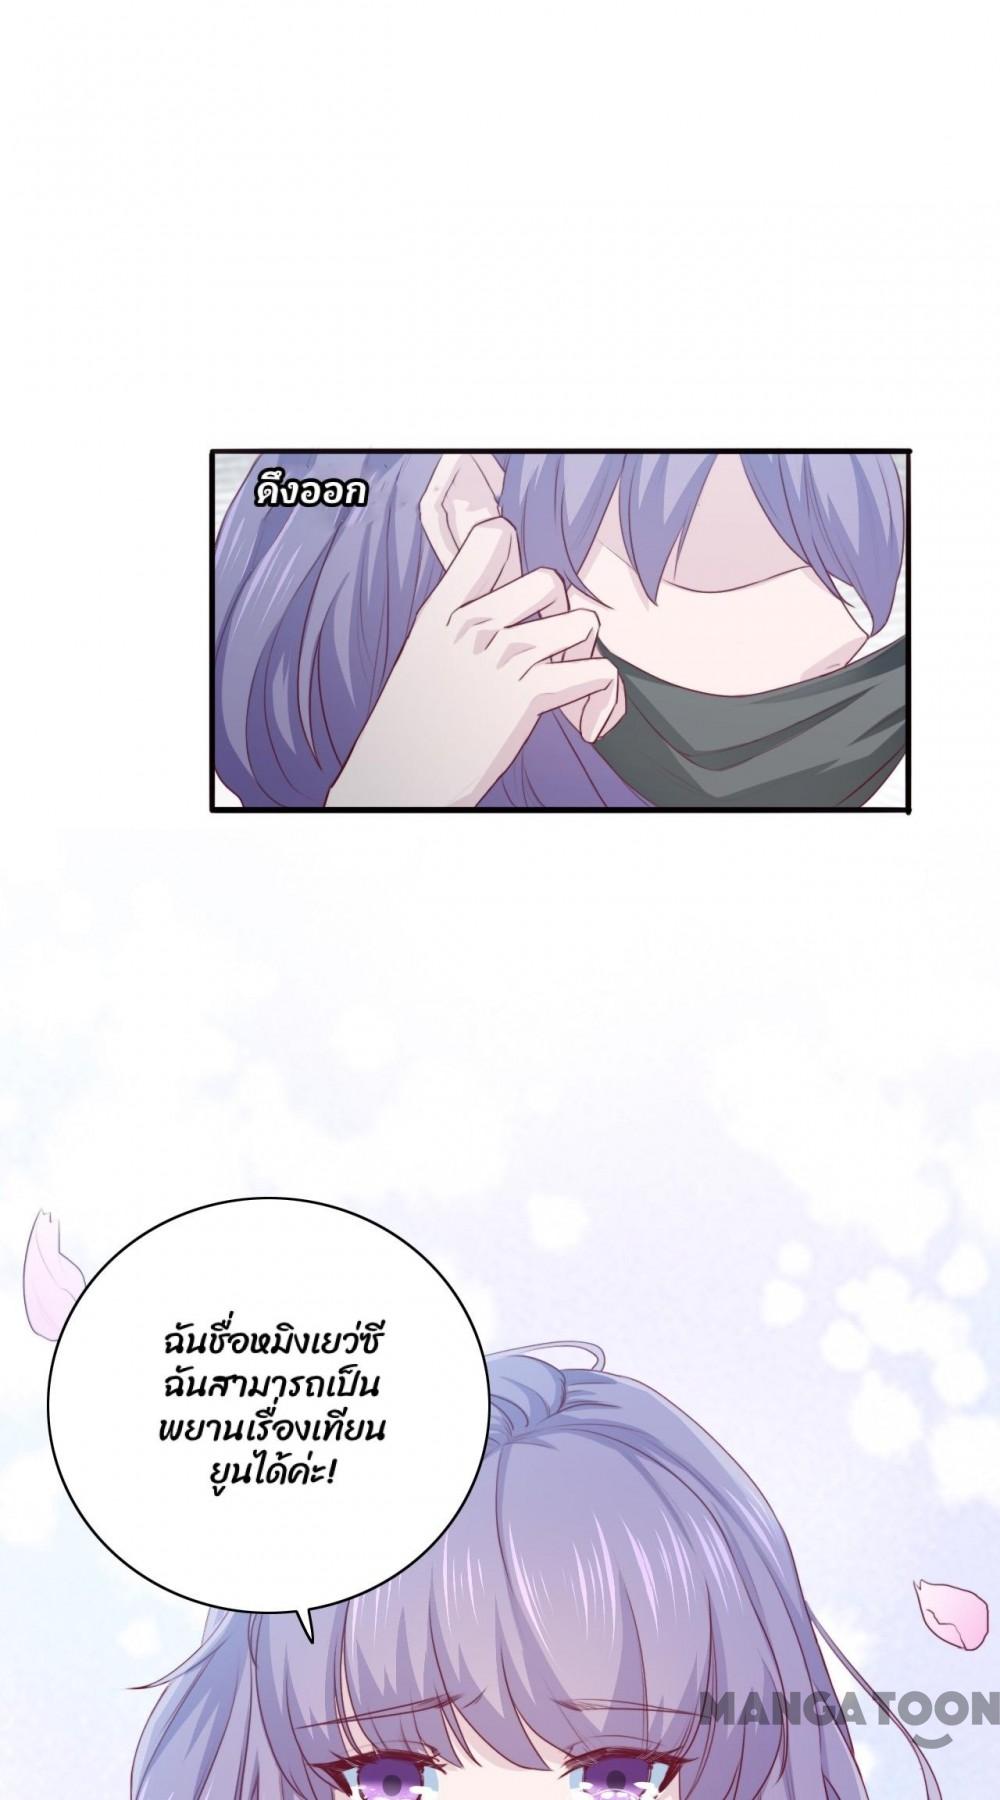 ดึงออก
ฉันชื่อหมิงเยว่ซี
ฉันสามารถเป็น
พยานเรื่องเทียน
ยูนได้ค่ะ!
MANGATOON